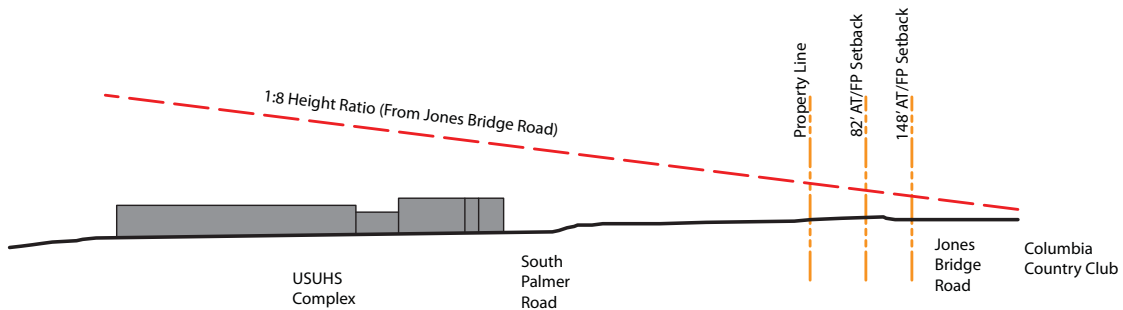 1:8 Height Ratio (From Jones Bridge Road)
Property Line
82' AT/FP Setback
148' AT/FP Setback
USUHS
Complex
South
Palmer
Road
Jones
Bridge
Road
Columbia
Country Club